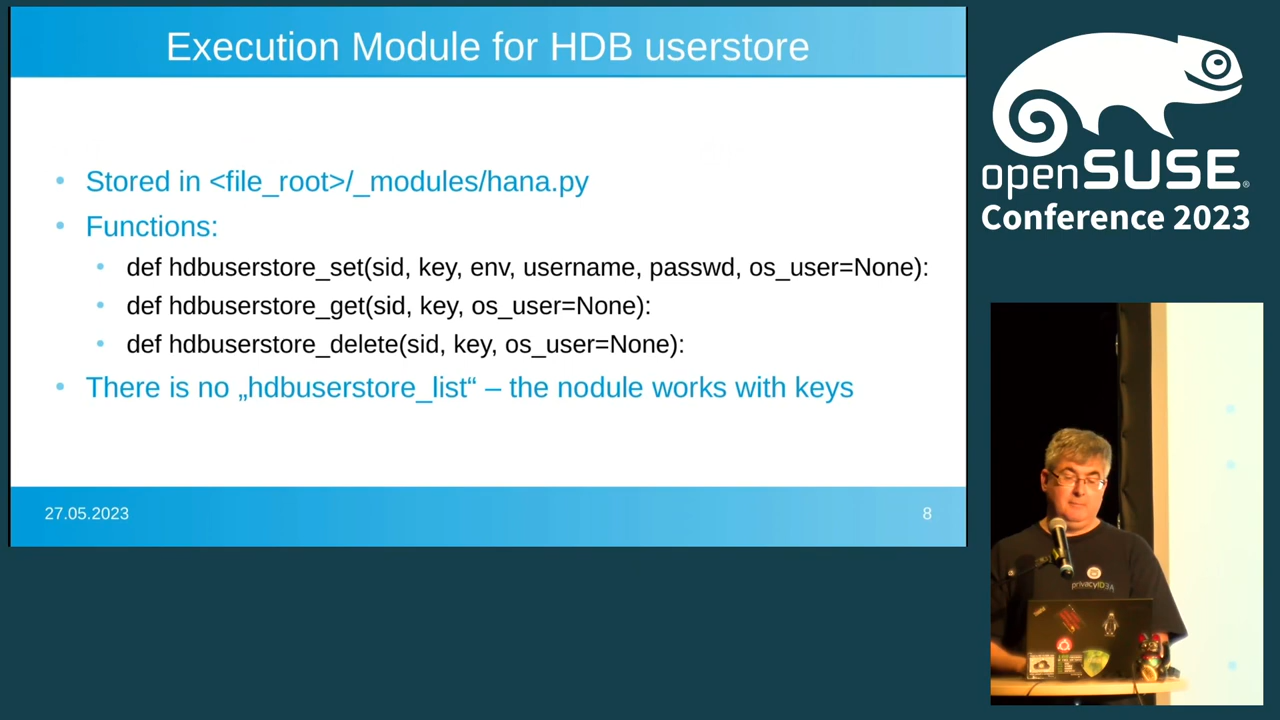 Execution Module for HDB userstore
Stored in <file_root>/_modules/hana.py
Functions:
def hdbuserstore_set(sid, key, env, username, passwd, os_user=None):
def hdbuserstore_get(sid, key, os_user=None):
def hdbuserstore_delete(sid, key, os_user=None):
There is no „hdbuserstore_list“ – the nodule works with keys
27.05.2023
8
openSUSE®
Conference 2023
privacyID3A